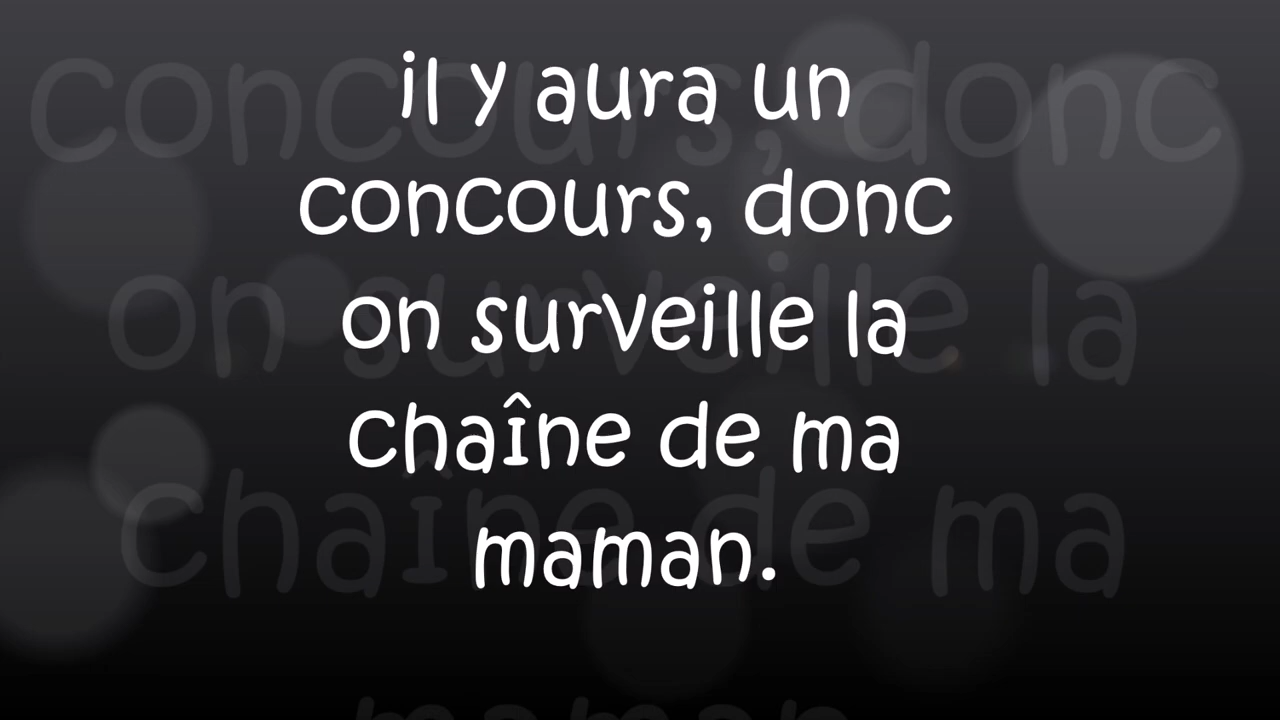 il y aura un
concours, donc
on surveille la
chaîne de ma
maman.